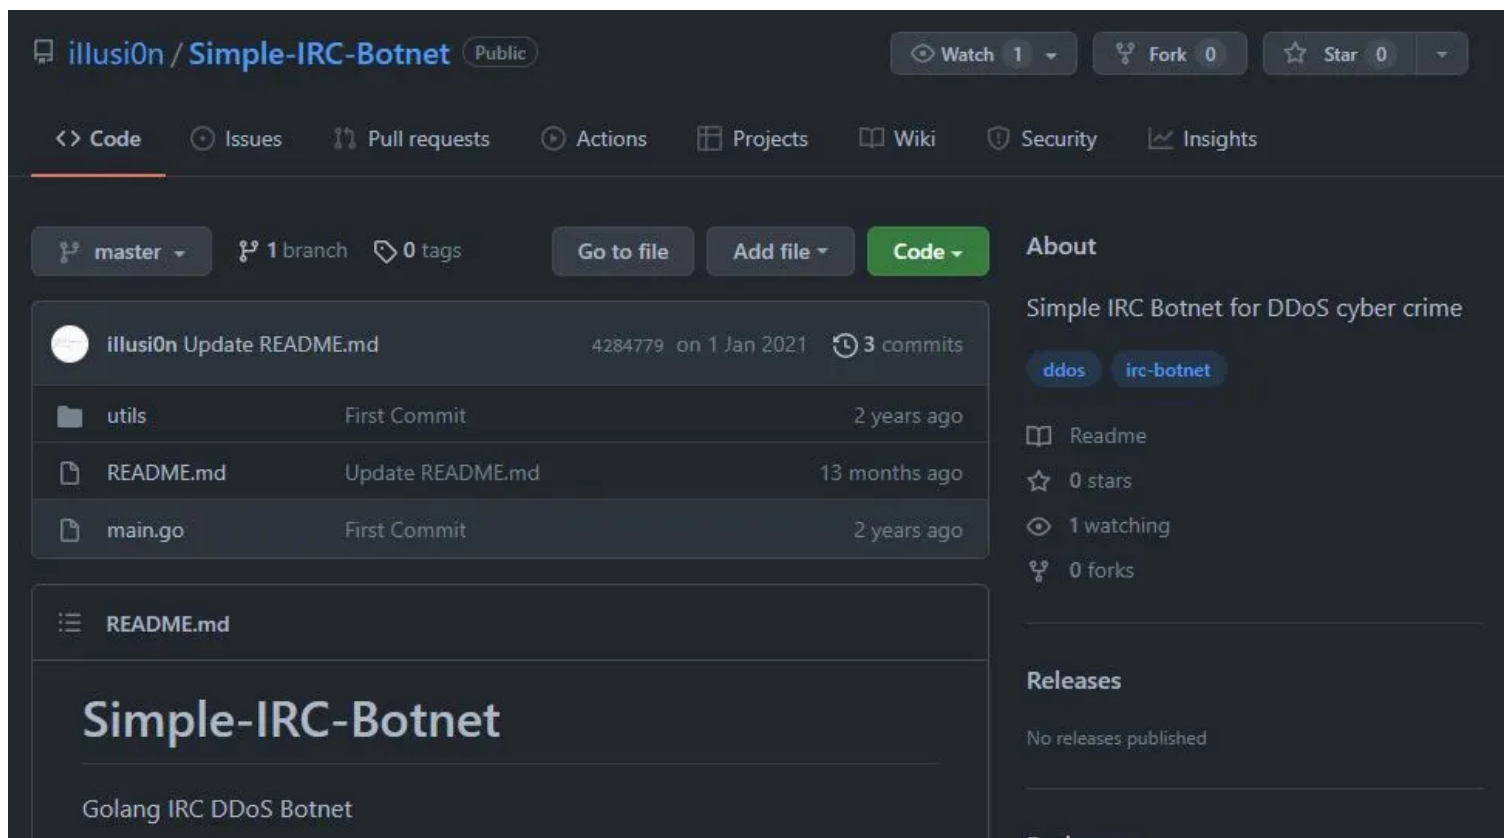 illusi0n / Simple-IRC-Botnet Public
Watch 1
Fork 0
Star 0
<> Code
Issues
Pull requests
Actions
Projects
Wiki
Security
Insights
master
1 branch
0 tags
Go to file
Add file
Code
illusi0n Update README.md 4284779 on 1 Jan 2021 3 commits
utils First Commit 2 years ago
README.md Update README.md 13 months ago
main.go First Commit 2 years ago
README.md
Simple-IRC-Botnet
Golang IRC DDoS Botnet
About
Simple IRC Botnet for DDoS cyber crime
ddos irc-botnet
Readme
0 stars
1 watching
0 forks
Releases
No releases published